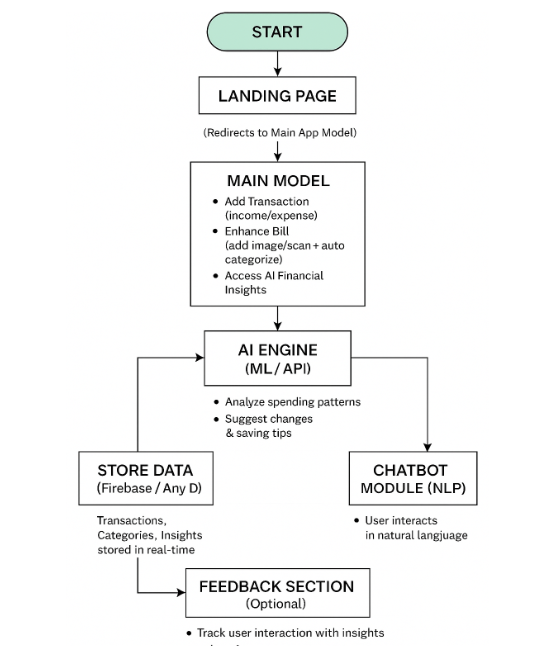 START
LANDING PAGE
(Redirects to Main App Model)
MAIN MODEL
• Add Transaction
(income/expense)
• Enhance Bill
(add image/scan + auto
categorize)
• Access AI Financial
Insights
AI ENGINE
(ML / API)
• Analyze spending patterns
• Suggest changes
& saving tips
STORE DATA
(Firebase / Any D)
CHATBOT
MODULE (NLP)
Transactions,
Categories, Insights
stored in real-time
• User interacts
in natural lengjuage
FEEDBACK SECTION
(Optional)
• Track user interaction with insights